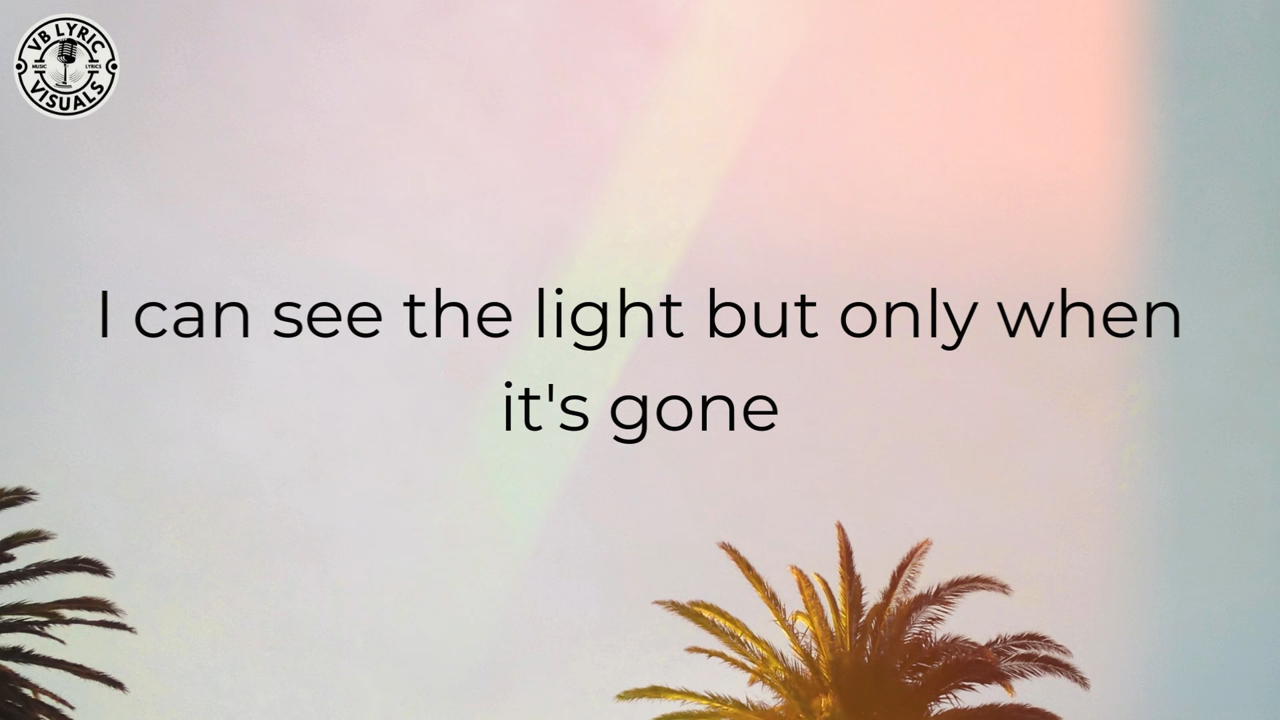 VB LYRIC
MUSIC LYRICS
VISUALS
I can see the light but only when
it's gone